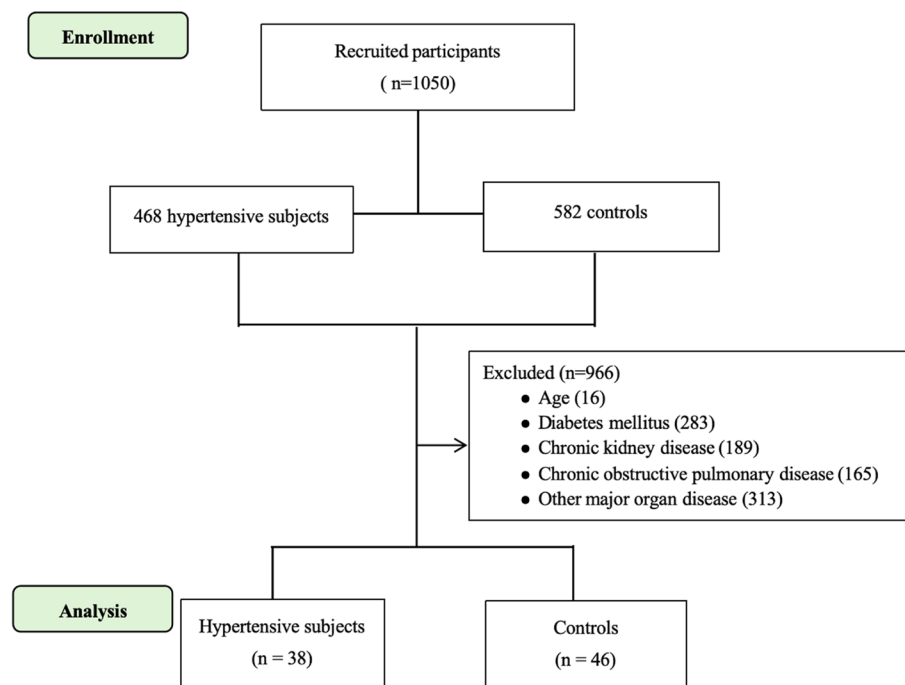 Enrollment
Recruited participants
( n=1050)
468 hypertensive subjects
582 controls
Excluded (n=966)
● Age (16)
● Diabetes mellitus (283)
● Chronic kidney disease (189)
● Chronic obstructive pulmonary disease (165)
● Other major organ disease (313)
Analysis
Hypertensive subjects
(n = 38)
Controls
(n = 46)